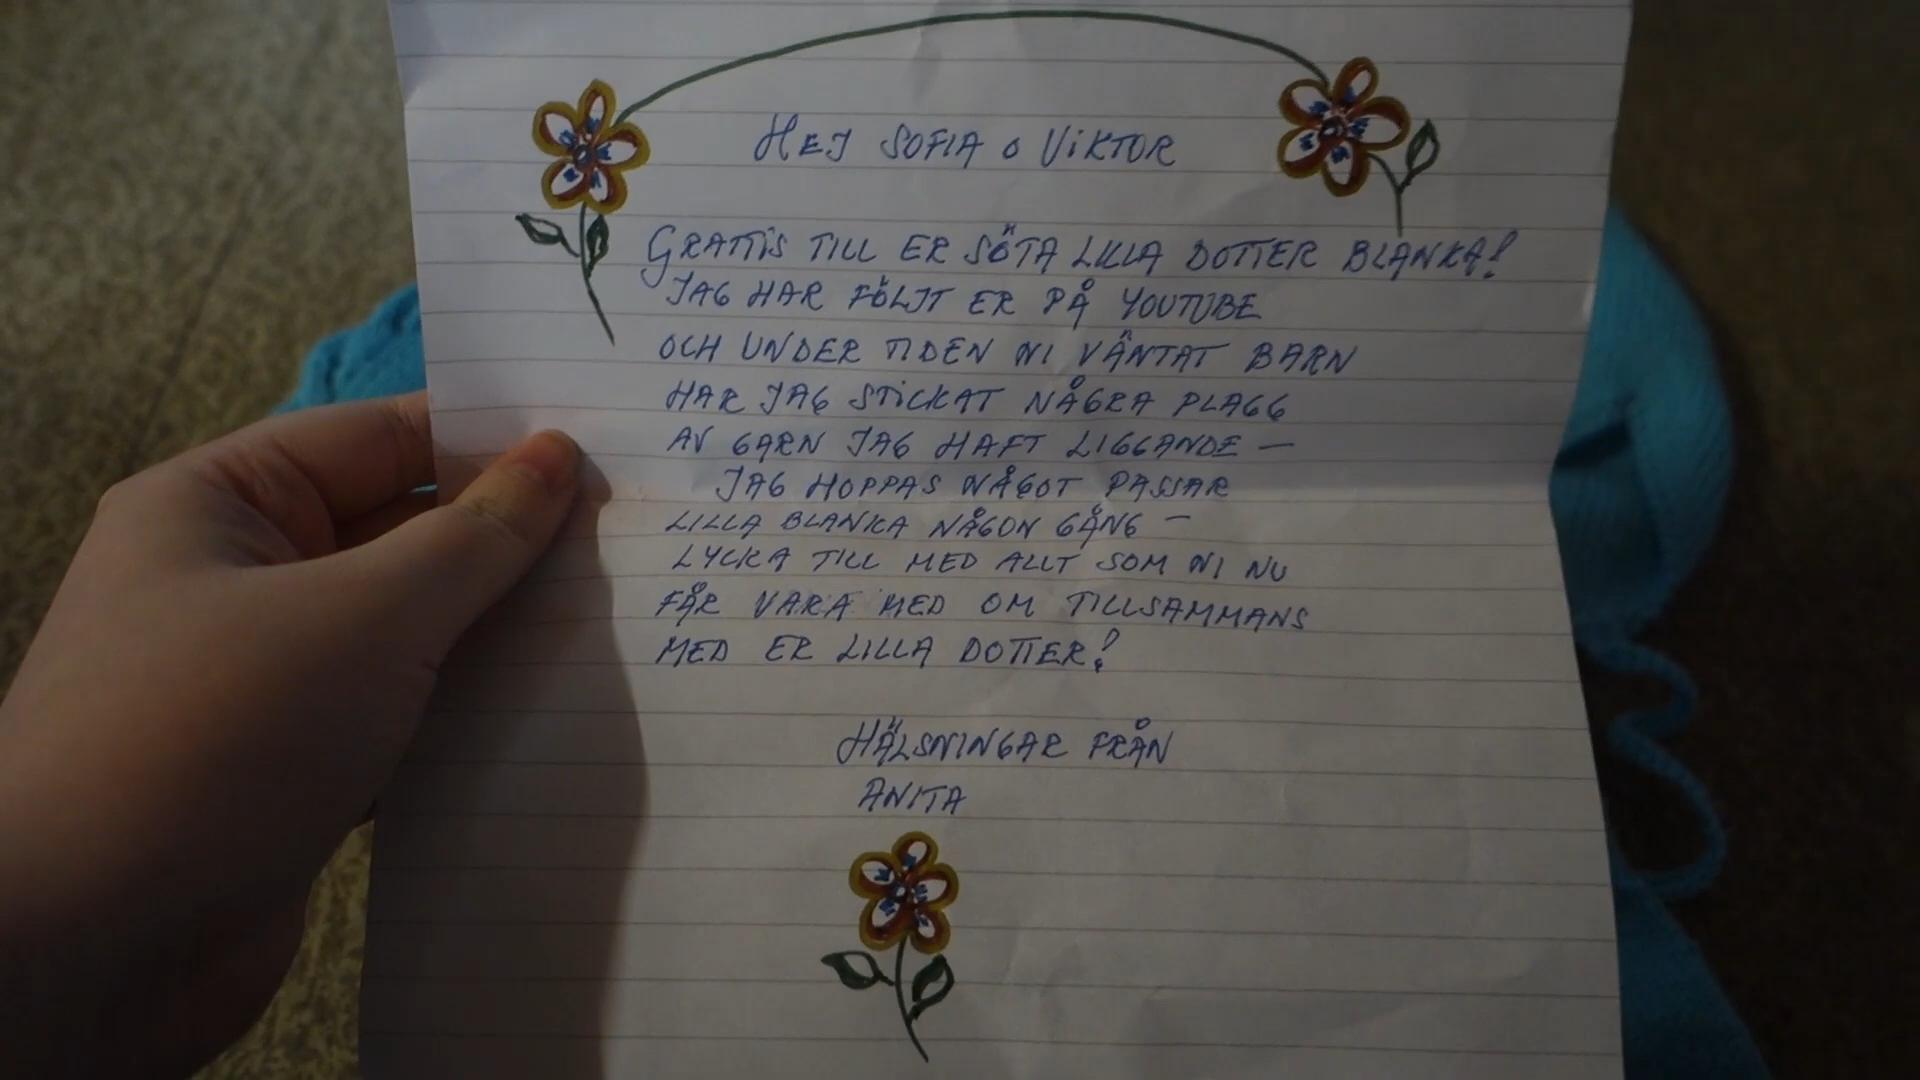 HEJ SOFIA O VIKTOR
GRATTIS TILL ER SÖTA LILLA DOTTER BLANKA!
JAG HAR FÖLJT ER PÅ YOUTUBE
OCH UNDER TIDEN NI VÄNTAT BARN
HAR JAG STICKAT NÅGRA PLAGG
AV GARN JAG HAFT LIGGANDE –
JAG HOPPAS NÅGOT PASSAR
LILLA BLANKA NÅGON GÅNG –
LYCKA TILL MED ALLT SOM NI NU
FÅR VARA MED OM TILLSAMMANS
MED ER LILLA DOTTER!
HÄLSNINGAR FRÅN
ANITA